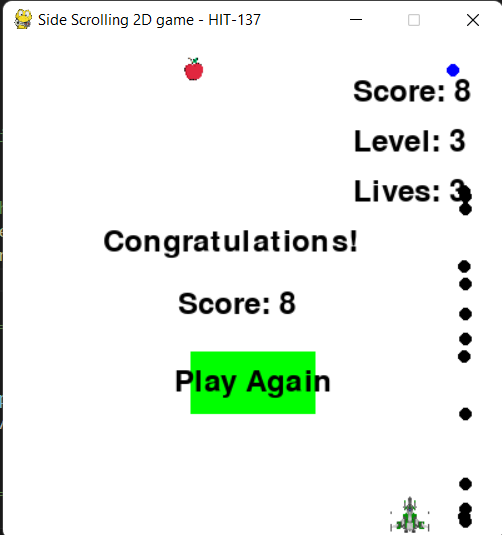 Side Scrolling 2D game - HIT-137
Score: 8
Level: 3
Lives: 3
Congratulations!
Score: 8
Play Again